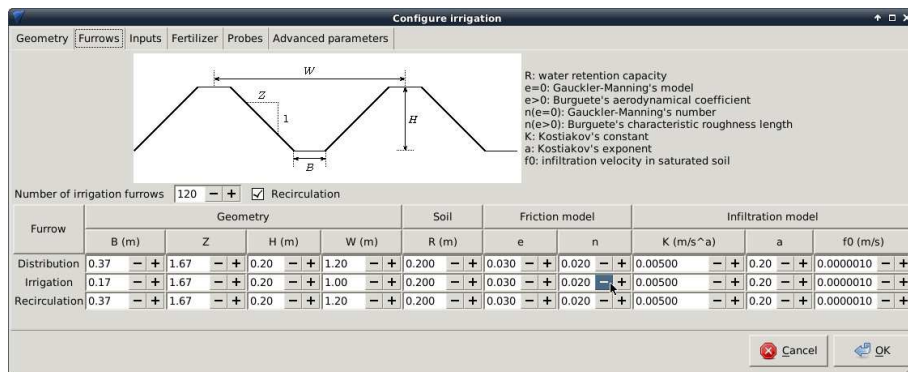 Configure irrigation
Geometry Furrows Inputs Fertilizer Probes Advanced parameters
W
Z
1
H
B
R: water retention capacity
e=0: Gauckler-Manning's model
e>0: Burguete's aerodynamical coefficient
n(e=0): Gauckler-Manning's number
n(e>0): Burguete's characteristic roughness length
K: Kostiakov's constant
a: Kostiakov's exponent
f0: infiltration velocity in saturated soil
Number of irrigation furrows 120 − + Recirculation
Furrow Geometry Soil Friction model Infiltration model
B (m) Z H (m) W (m) R (m) e n K (m/s^a) a f0 (m/s)
Distribution 0.37 − + 1.67 − + 0.20 − + 1.20 − + 0.200 − + 0.030 − + 0.020 − + 0.00500 − + 0.20 − + 0.0000010 − +
Irrigation 0.17 − + 1.67 − + 0.20 − + 1.00 − + 0.200 − + 0.030 − + 0.020 − + 0.00500 − + 0.20 − + 0.0000010 − +
Recirculation 0.37 − + 1.67 − + 0.20 − + 1.20 − + 0.200 − + 0.030 − + 0.020 − + 0.00500 − + 0.20 − + 0.0000010 − +
Cancel OK